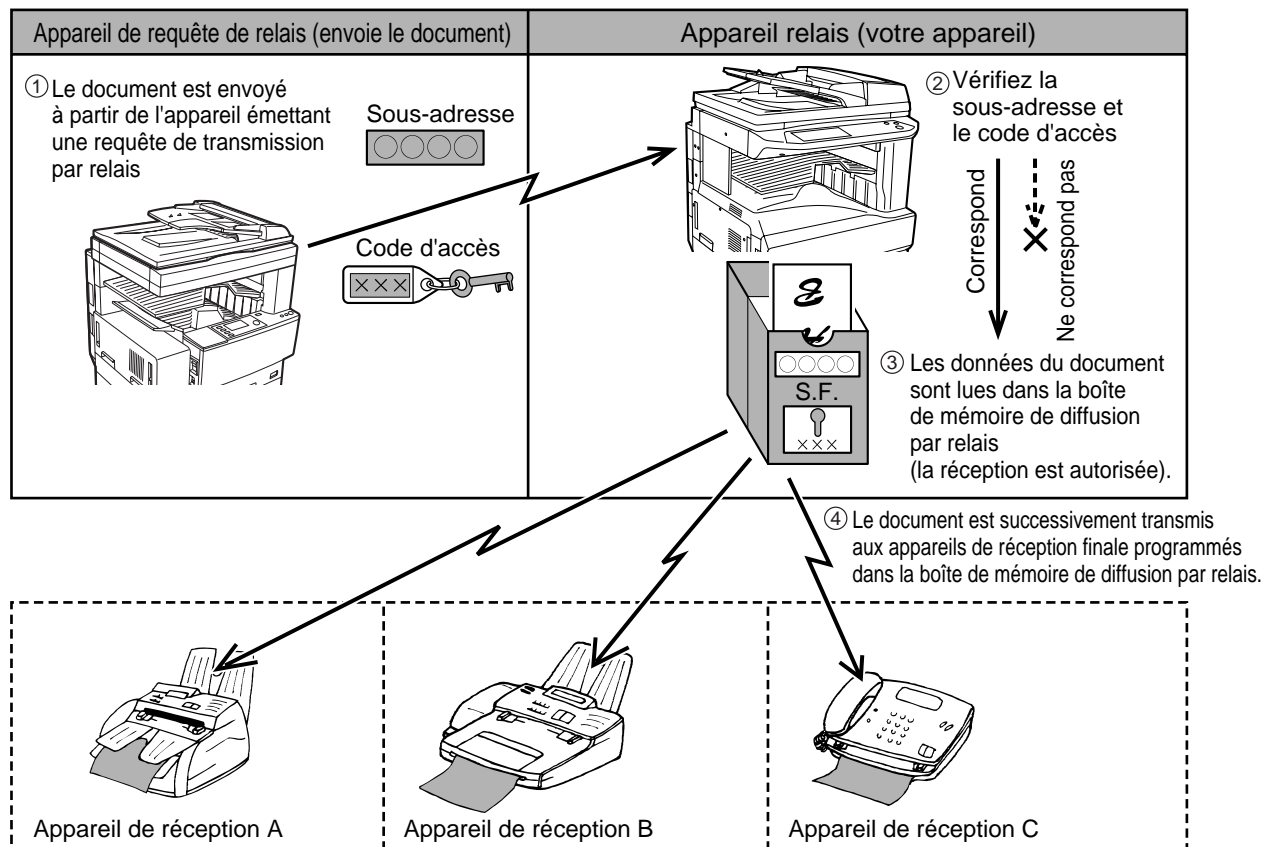 Appareil de requête de relais (envoie le document)
Appareil relais (votre appareil)
① Le document est envoyé
à partir de l'appareil émettant
une requête de transmission
par relais
Sous-adresse
Code d'accès
×××
② Vérifiez la
sous-adresse et
le code d'accès
Correspond
Ne correspond pas
S.F.
×××
③ Les données du document
sont lues dans la boîte
de mémoire de diffusion
par relais
(la réception est autorisée).
④ Le document est successivement transmis
aux appareils de réception finale programmés
dans la boîte de mémoire de diffusion par relais.
Appareil de réception A
Appareil de réception B
Appareil de réception C